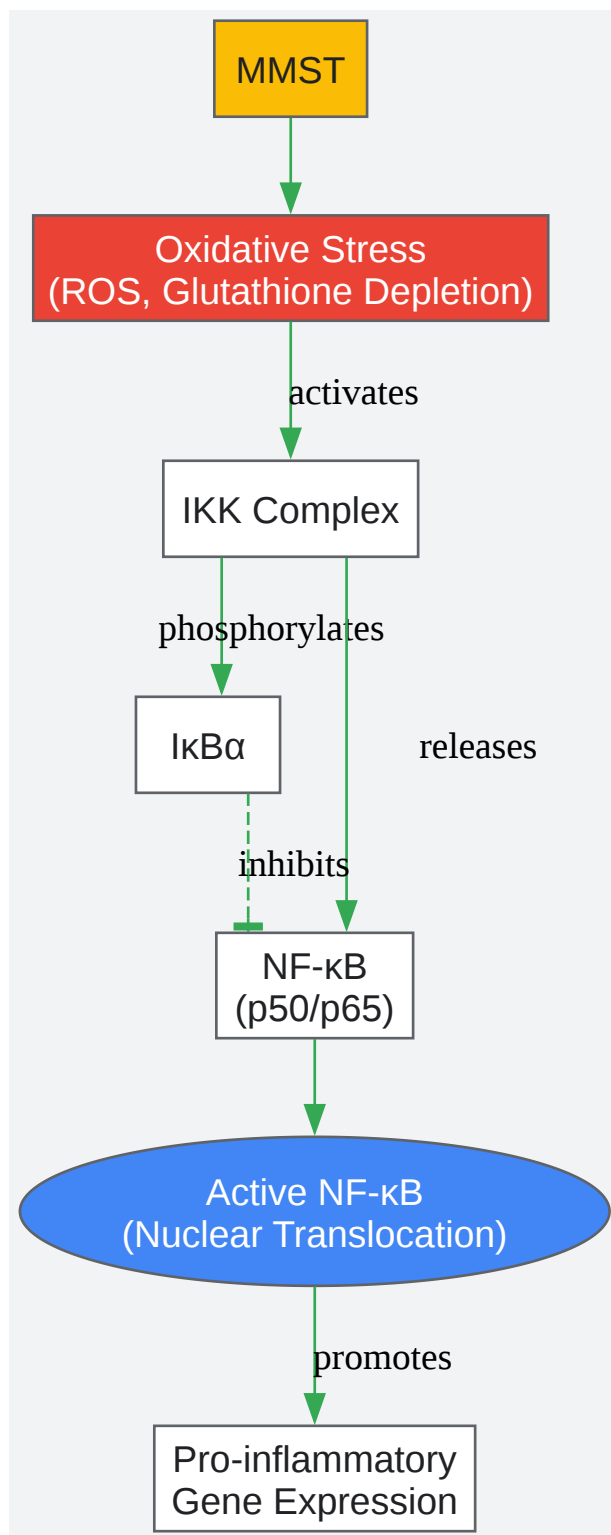 MMST
Oxidative Stress
(ROS, Glutathione Depletion)
activates
IKK Complex
phosphorylates
IκBα
releases
inhibits
NF-κB
(p50/p65)
Active NF-κB
(Nuclear Translocation)
promotes
Pro-inflammatory
Gene Expression